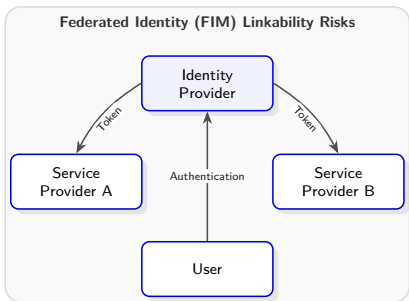 Federated Identity (FIM) Linkability Risks
Identity
Provider
Token
Token
Service
Provider A
Service
Provider B
Authentication
User